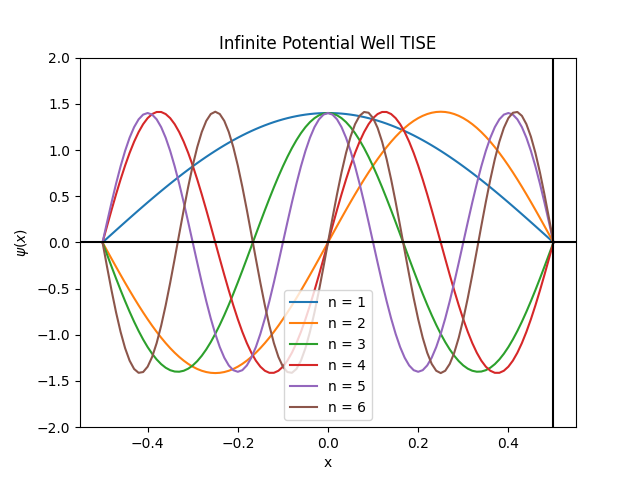 Infinite Potential Well TISE
2.0
1.5
1.0
0.5
0.0
−0.5
−1.0
−1.5
−2.0
ψ(x)
n = 1
n = 2
n = 3
n = 4
n = 5
n = 6
−0.4 −0.2 0.0 0.2 0.4
x